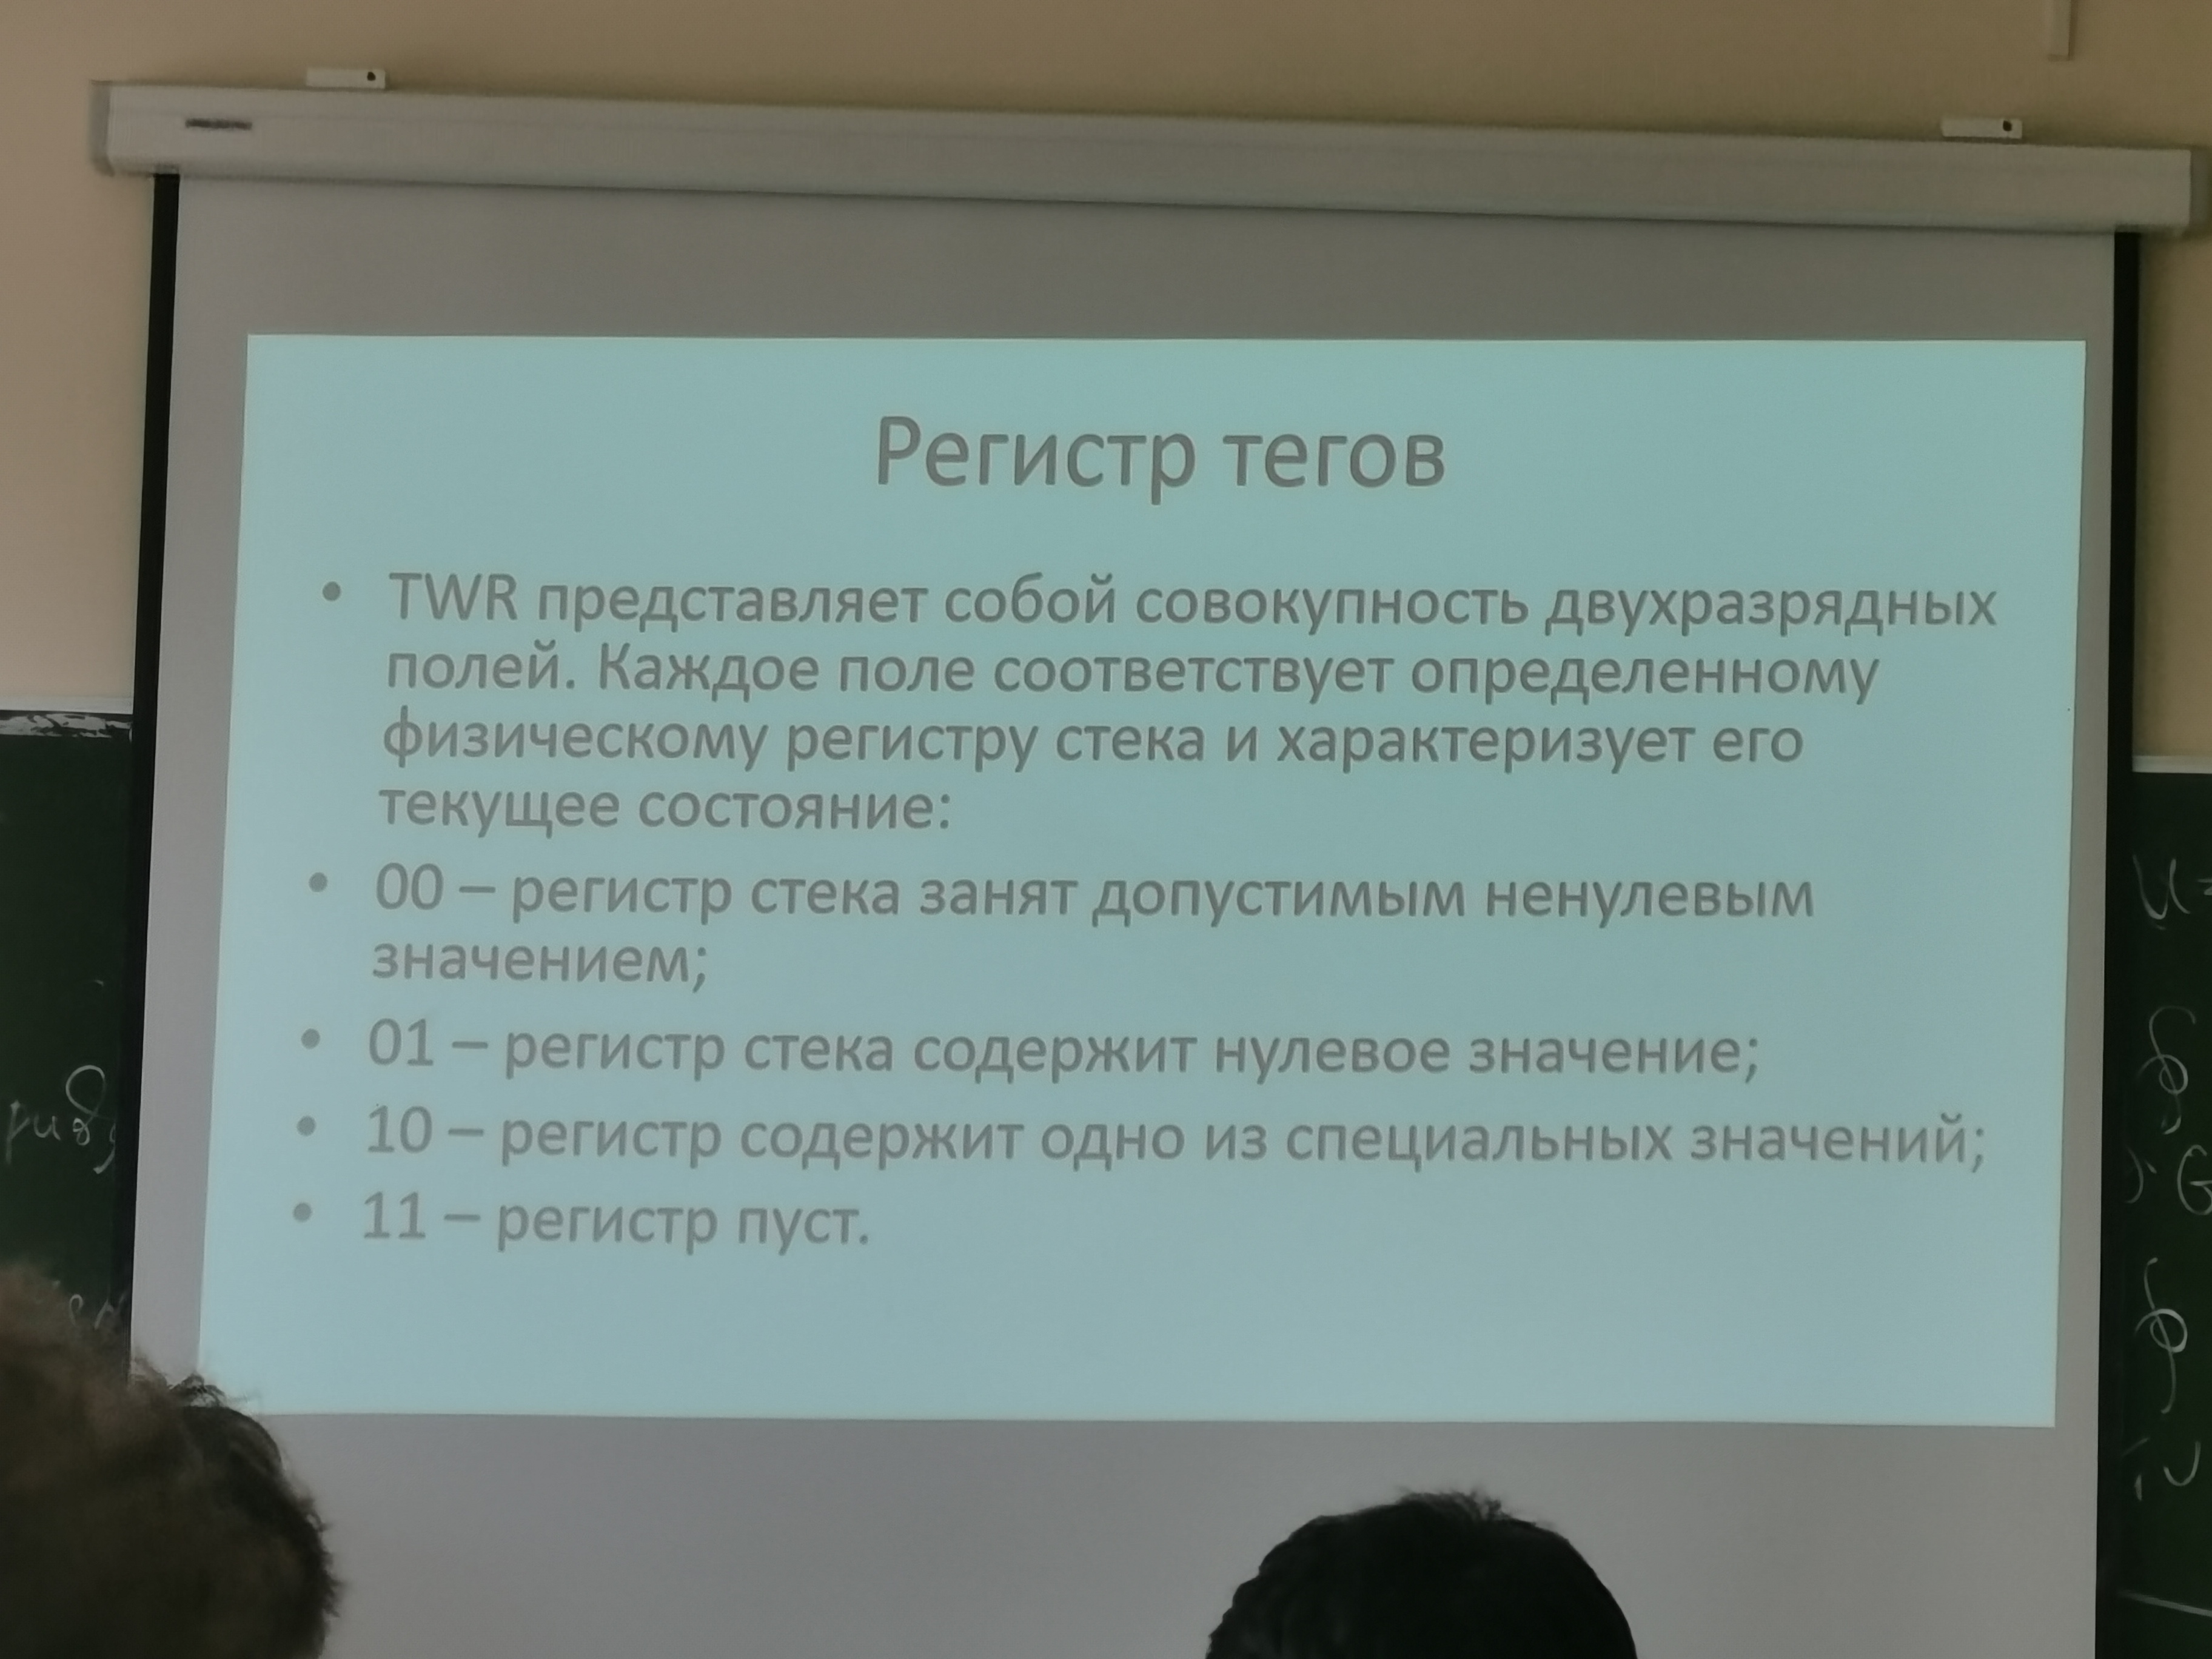 Регистр тегов
• TWR представляет собой совокупность двухразрядных
полей. Каждое поле соответствует определенному
физическому регистру стека и характеризует его
текущее состояние:
• 00 – регистр стека занят допустимым ненулевым
значением;
• 01 – регистр стека содержит нулевое значение;
• 10 – регистр содержит одно из специальных значений;
• 11 – регистр пуст.